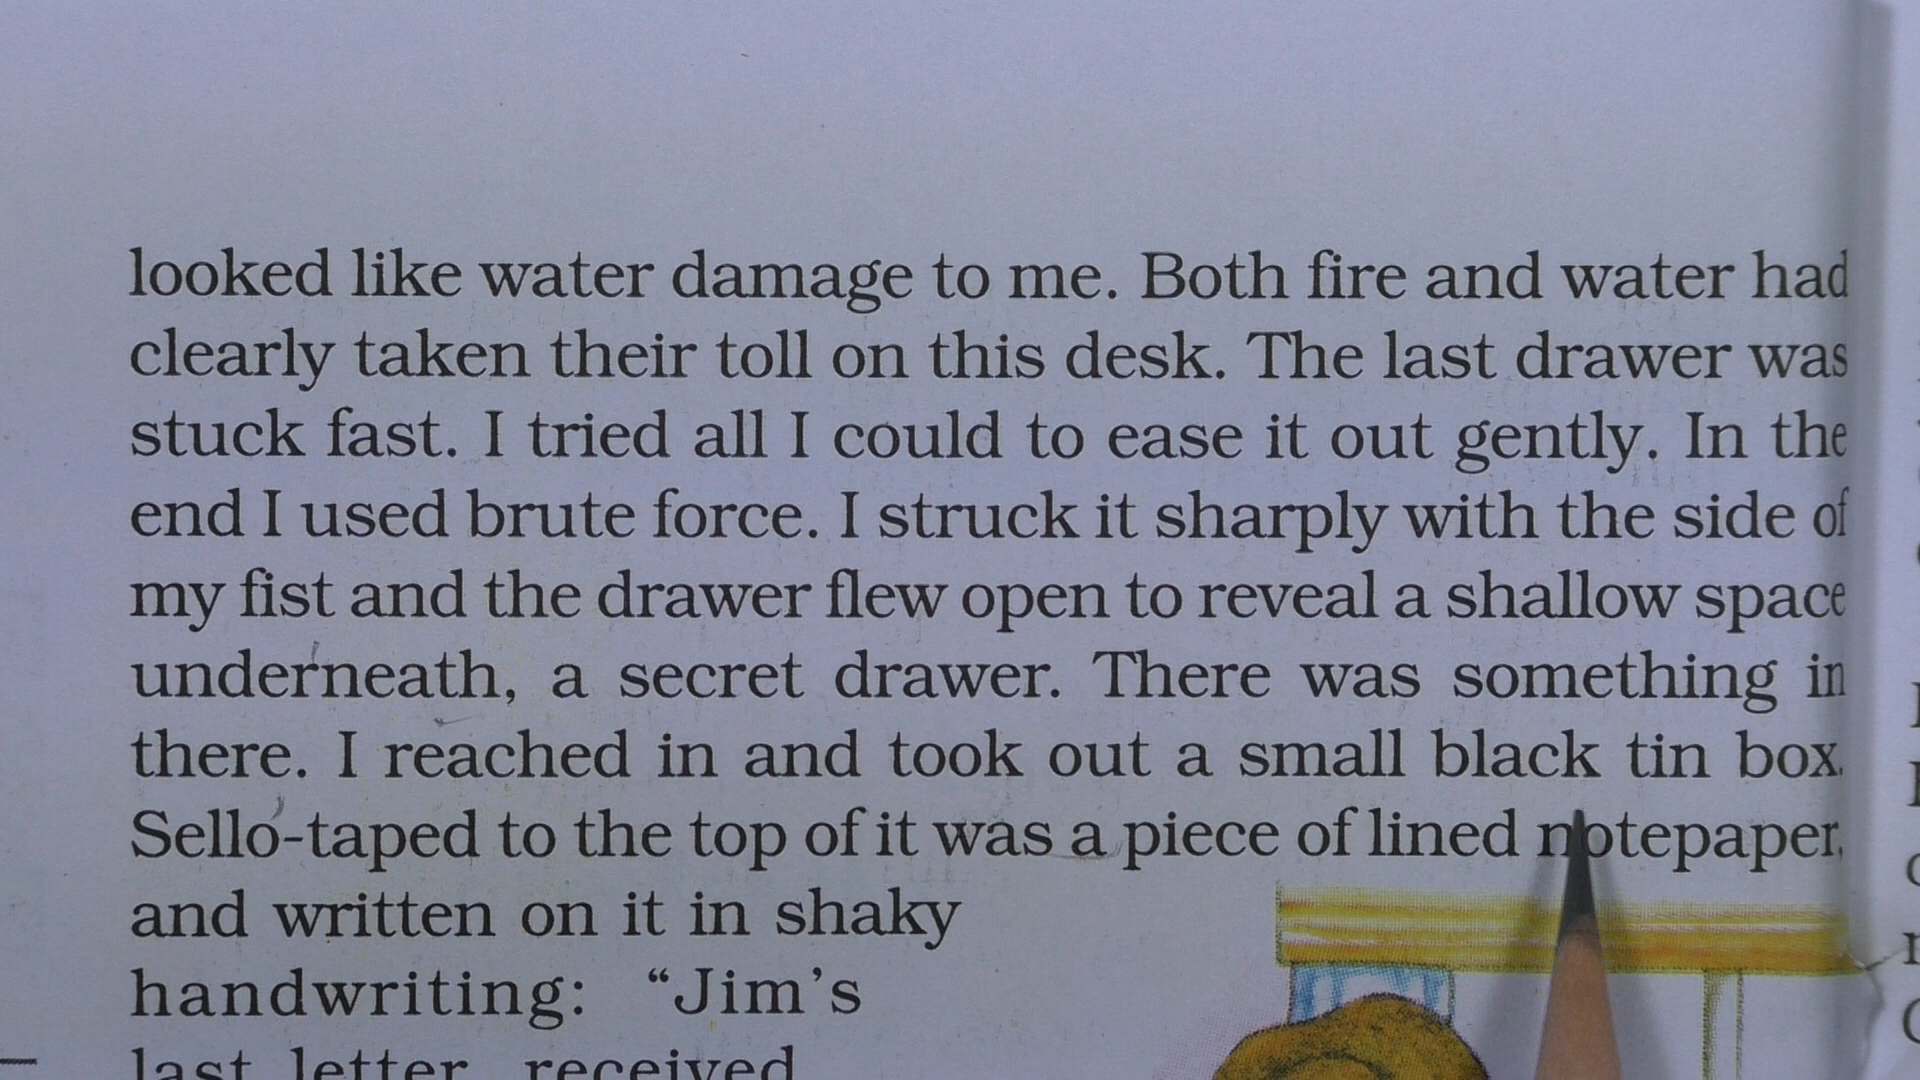 looked like water damage to me. Both fire and water had
clearly taken their toll on this desk. The last drawer was
stuck fast. I tried all I could to ease it out gently. In the
end I used brute force. I struck it sharply with the side of
my fist and the drawer flew open to reveal a shallow space
underneath, a secret drawer. There was something in
there. I reached in and took out a small black tin box.
Sello-taped to the top of it was a piece of lined notepaper,
and written on it in shaky
handwriting: “Jim’s
last letter, received